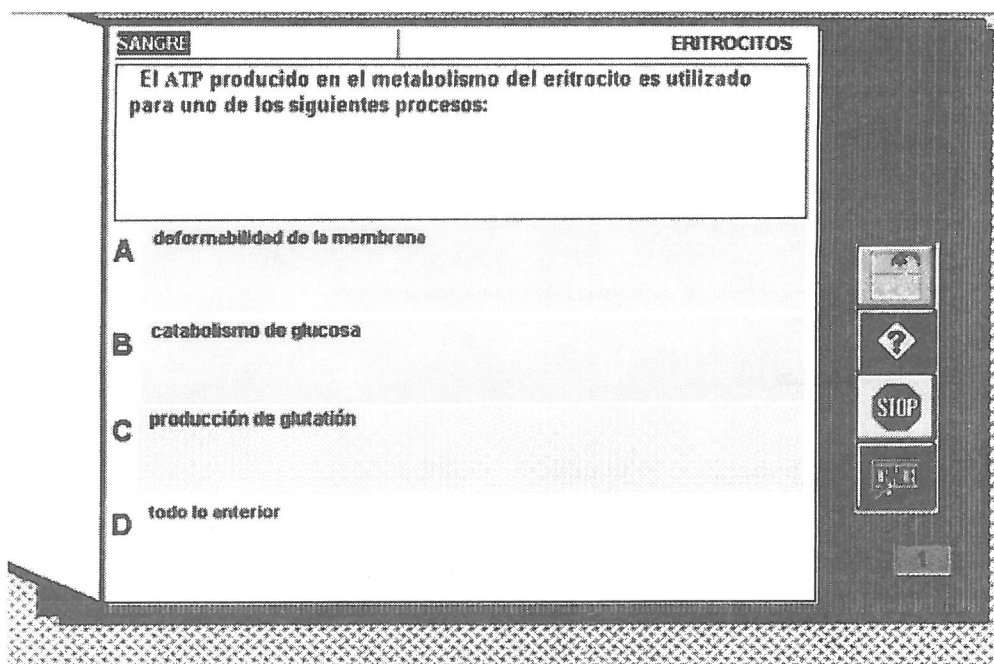 SANGRE
ERITROCITOS
El ATP producido en el metabolismo del eritrocito es utilizado
para uno de los siguientes procesos:
A deformabilidad de la membrana
B catabolismo de glucosa
C producción de glutatión
D todo lo anterior
STOP
1